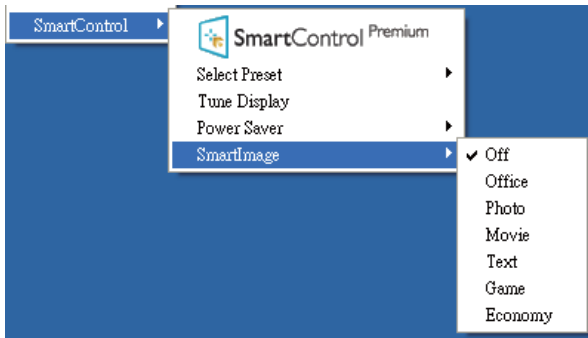 SmartControl
SmartControl Premium
Select Preset
Tune Display
Power Saver
SmartImage
Off
Office
Photo
Movie
Text
Game
Economy